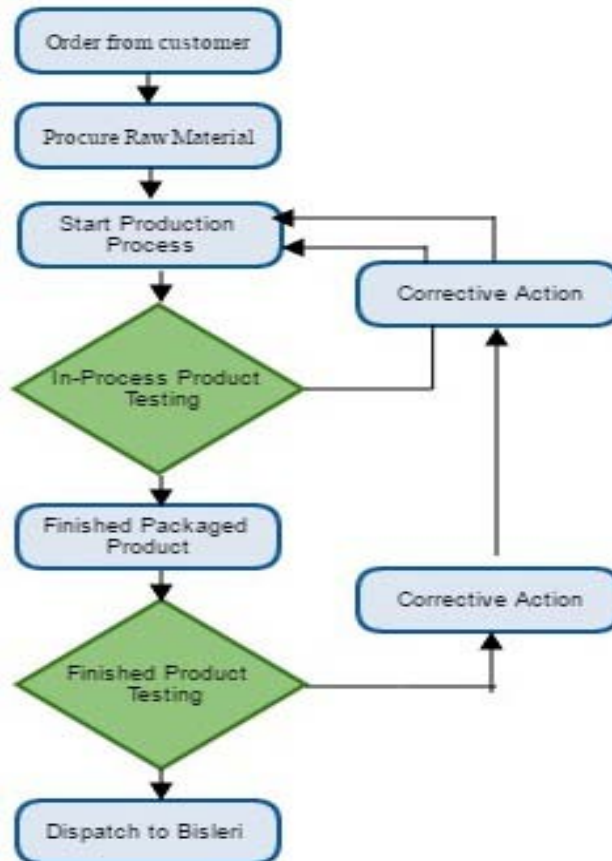 Order from customer
Procure Raw Material
Start Production
Process
Corrective Action
In-Process Product
Testing
Finished Packaged
Product
Corrective Action
Finished Product
Testing
Dispatch to Bisleri